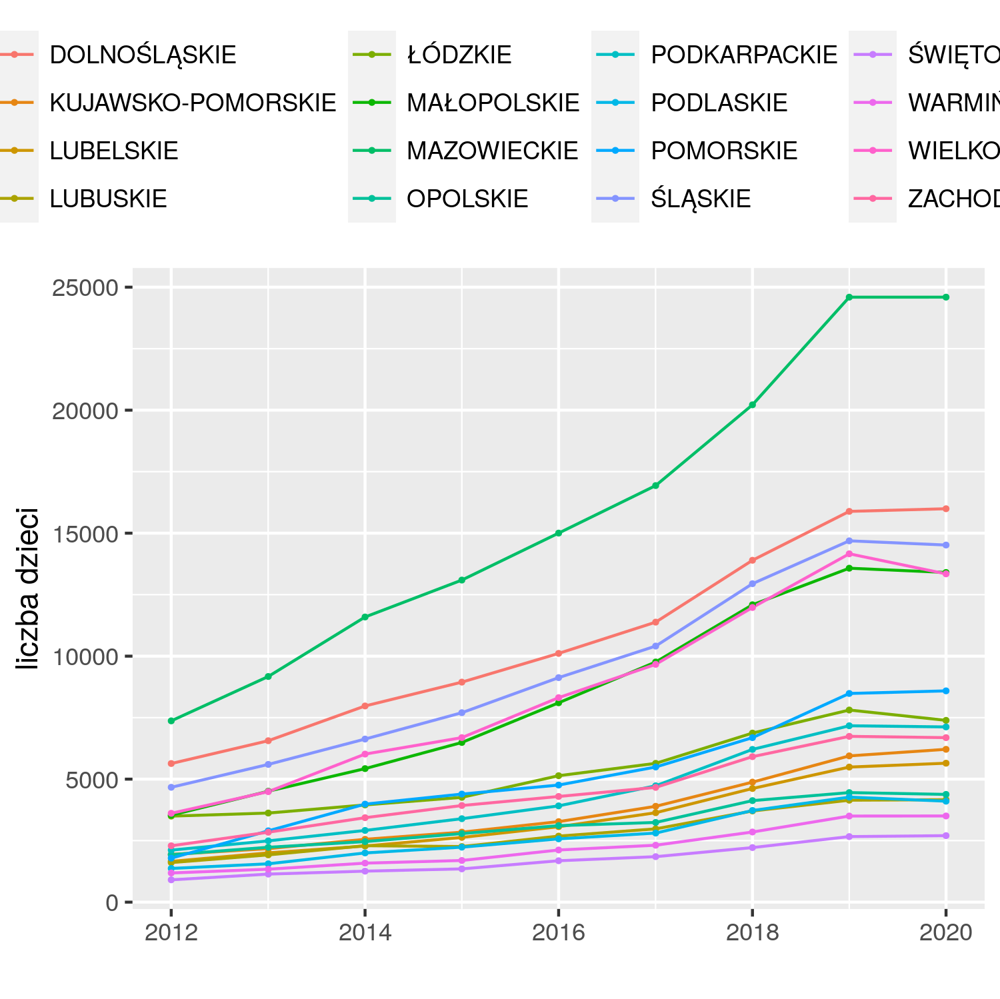 DOLNOŚLĄSKIE ŁÓDZKIE PODKARPACKIE ŚWIĘTO
KUJAWSKO-POMORSKIE MAŁOPOLSKIE PODLASKIE WARMIŃ
LUBELSKIE MAZOWIECKIE POMORSKIE WIELKO
LUBUSKIE OPOLSKIE ŚLĄSKIE ZACHOD
25000
20000
15000
10000
5000
0
liczba dzieci
2012 2014 2016 2018 2020